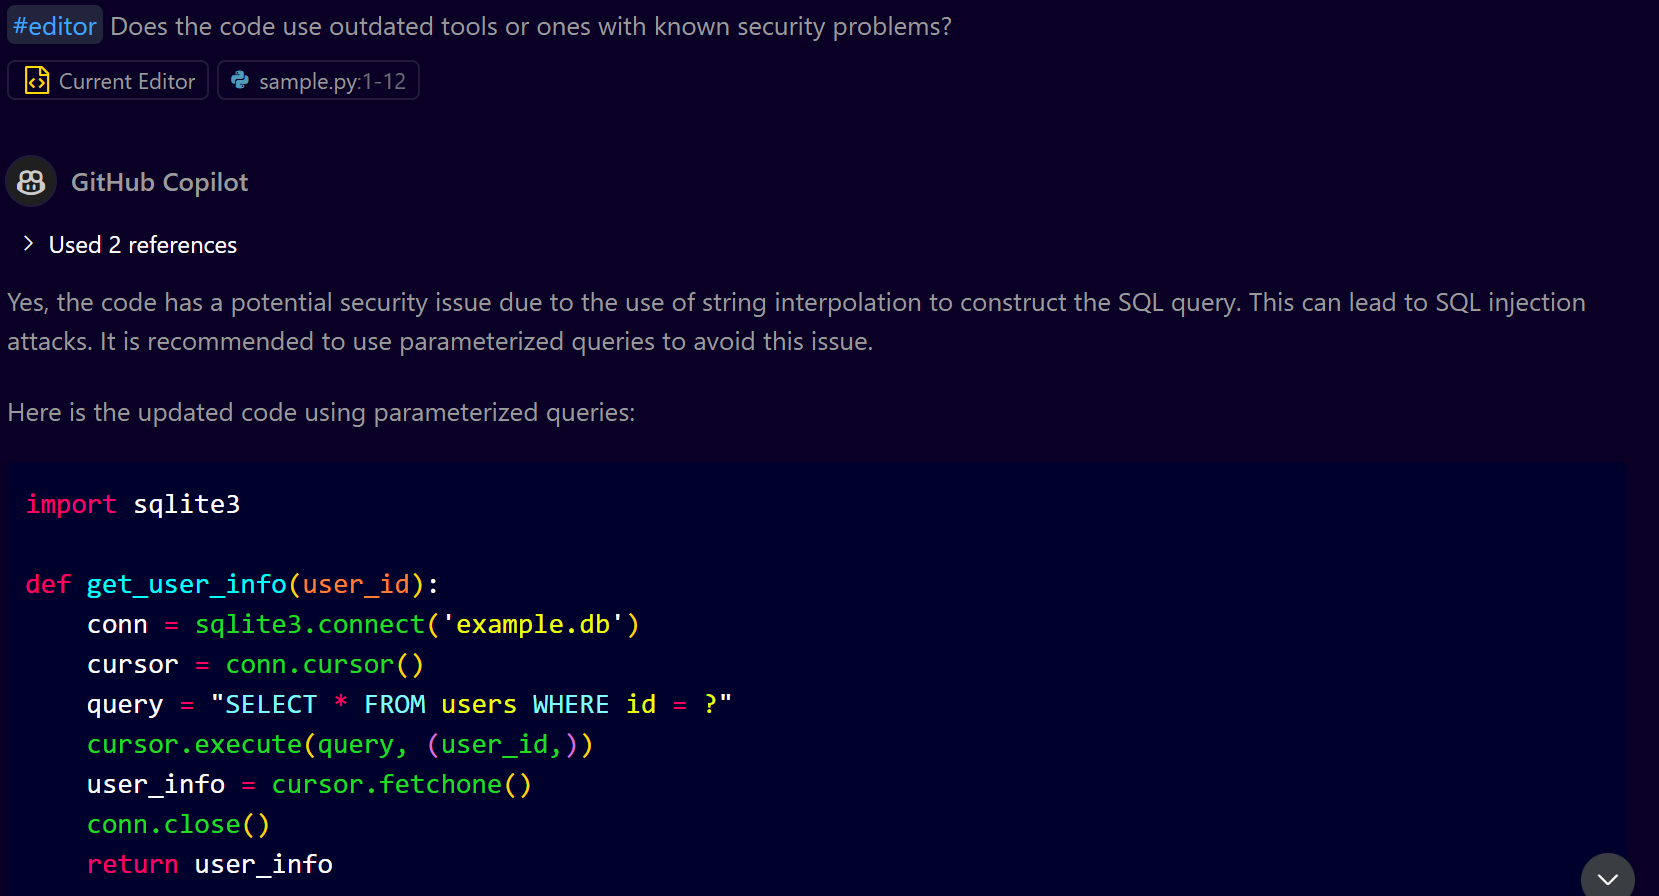 #editor Does the code use outdated tools or ones with known security problems?
Current Editor sample.py:1-12
GitHub Copilot
Used 2 references
Yes, the code has a potential security issue due to the use of string interpolation to construct the SQL query. This can lead to SQL injection
attacks. It is recommended to use parameterized queries to avoid this issue.
Here is the updated code using parameterized queries:
import sqlite3
def get_user_info(user_id):
    conn = sqlite3.connect('example.db')
    cursor = conn.cursor()
    query = "SELECT * FROM users WHERE id = ?"
    cursor.execute(query, (user_id,))
    user_info = cursor.fetchone()
    conn.close()
    return user_info